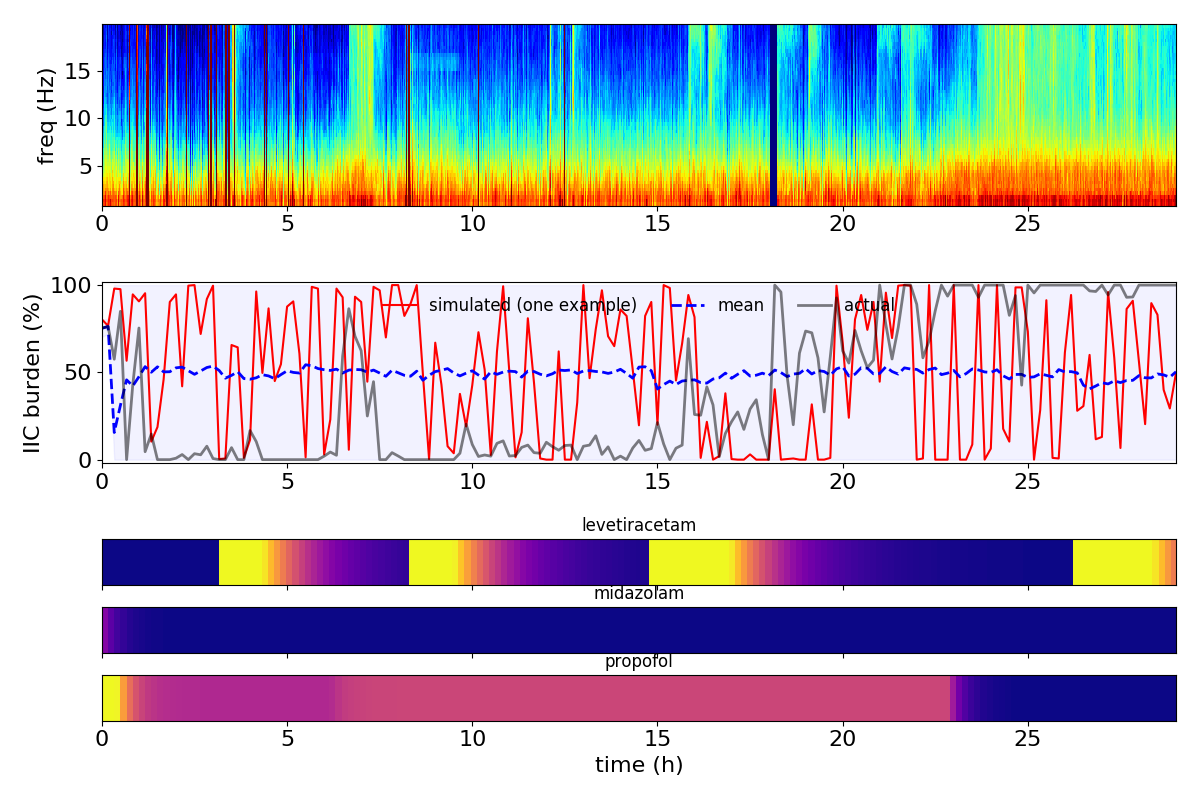 freq (Hz)
15
10
5
0 5 10 15 20 25
IIC burden (%)
100
50
0
simulated (one example) mean actual
0 5 10 15 20 25
levetiracetam
midazolam
propofol
0 5 10 15 20 25
time (h)